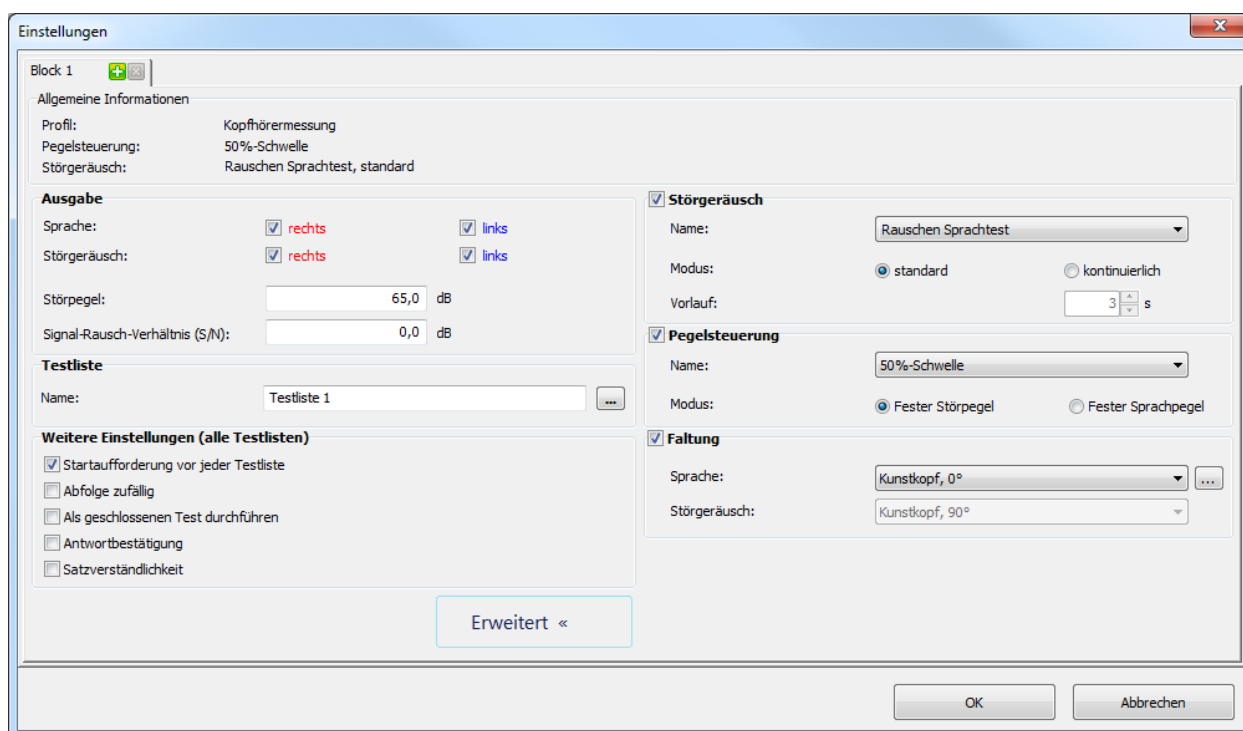 Einstellungen
Block 1
Allgemeine Informationen
Profil: Kopfhörermessung
Pegelsteuerung: 50%-Schwelle
Störgeräusch: Rauschen Sprachtest, standard
Ausgabe
Sprache: rechts links
Störgeräusch: rechts links
Störpegel: 65,0 dB
Signal-Rausch-Verhältnis (S/N): 0,0 dB
Testliste
Name: Testliste 1 ...
Weitere Einstellungen (alle Testlisten)
Startaufforderung vor jeder Testliste
Abfolge zufällig
Als geschlossenen Test durchführen
Antwortbestätigung
Satzverständlichkeit
Erweitert «
Störgeräusch
Name: Rauschen Sprachtest
Modus: standard kontinuierlich
Vorlauf: 3 s
Pegelsteuerung
Name: 50%-Schwelle
Modus: Fester Störpegel Fester Sprachpegel
Faltung
Sprache: Kunstkopf, 0° ...
Störgeräusch: Kunstkopf, 90°
OK Abbrechen